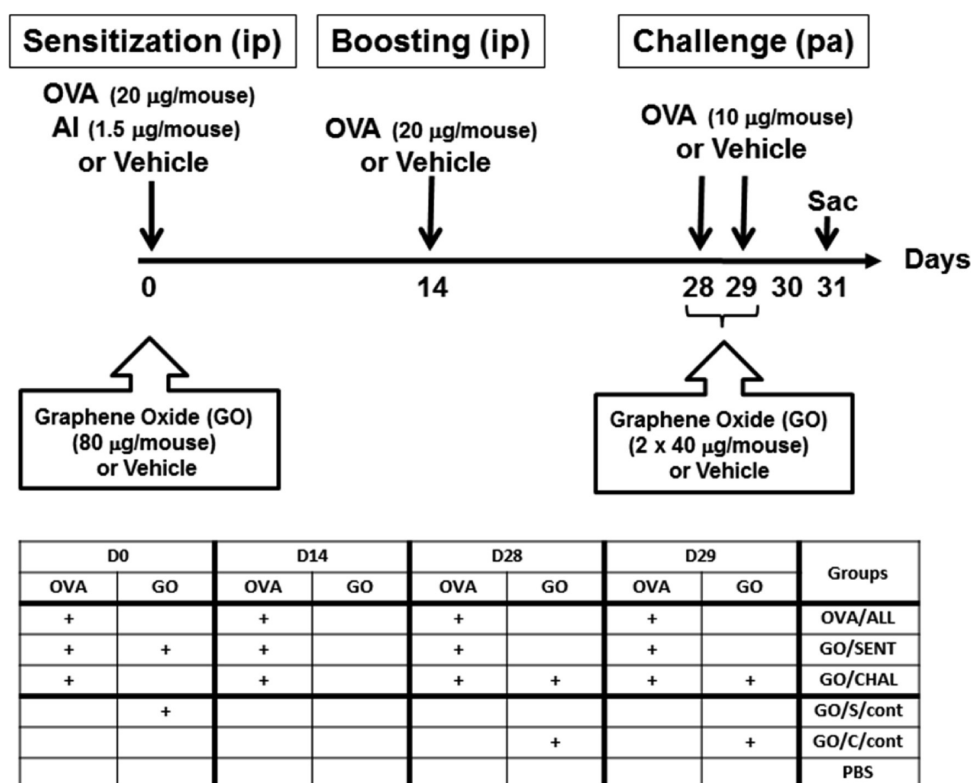 Sensitization (ip)
Boosting (ip)
Challenge (pa)
OVA (20 μg/mouse)
Al (1.5 μg/mouse)
or Vehicle
OVA (20 μg/mouse)
or Vehicle
OVA (10 μg/mouse)
or Vehicle
Sac
Days
0 14 28 29 30 31
Graphene Oxide (GO)
(80 μg/mouse)
or Vehicle
Graphene Oxide (GO)
(2 x 40 μg/mouse)
or Vehicle
D0 D14 D28 D29 Groups
OVA GO OVA GO OVA GO OVA GO
+ + + + OVA/ALL
+ + + + + GO/SENT
+ + + + + + GO/CHAL
+ GO/S/cont
+ + GO/C/cont
PBS